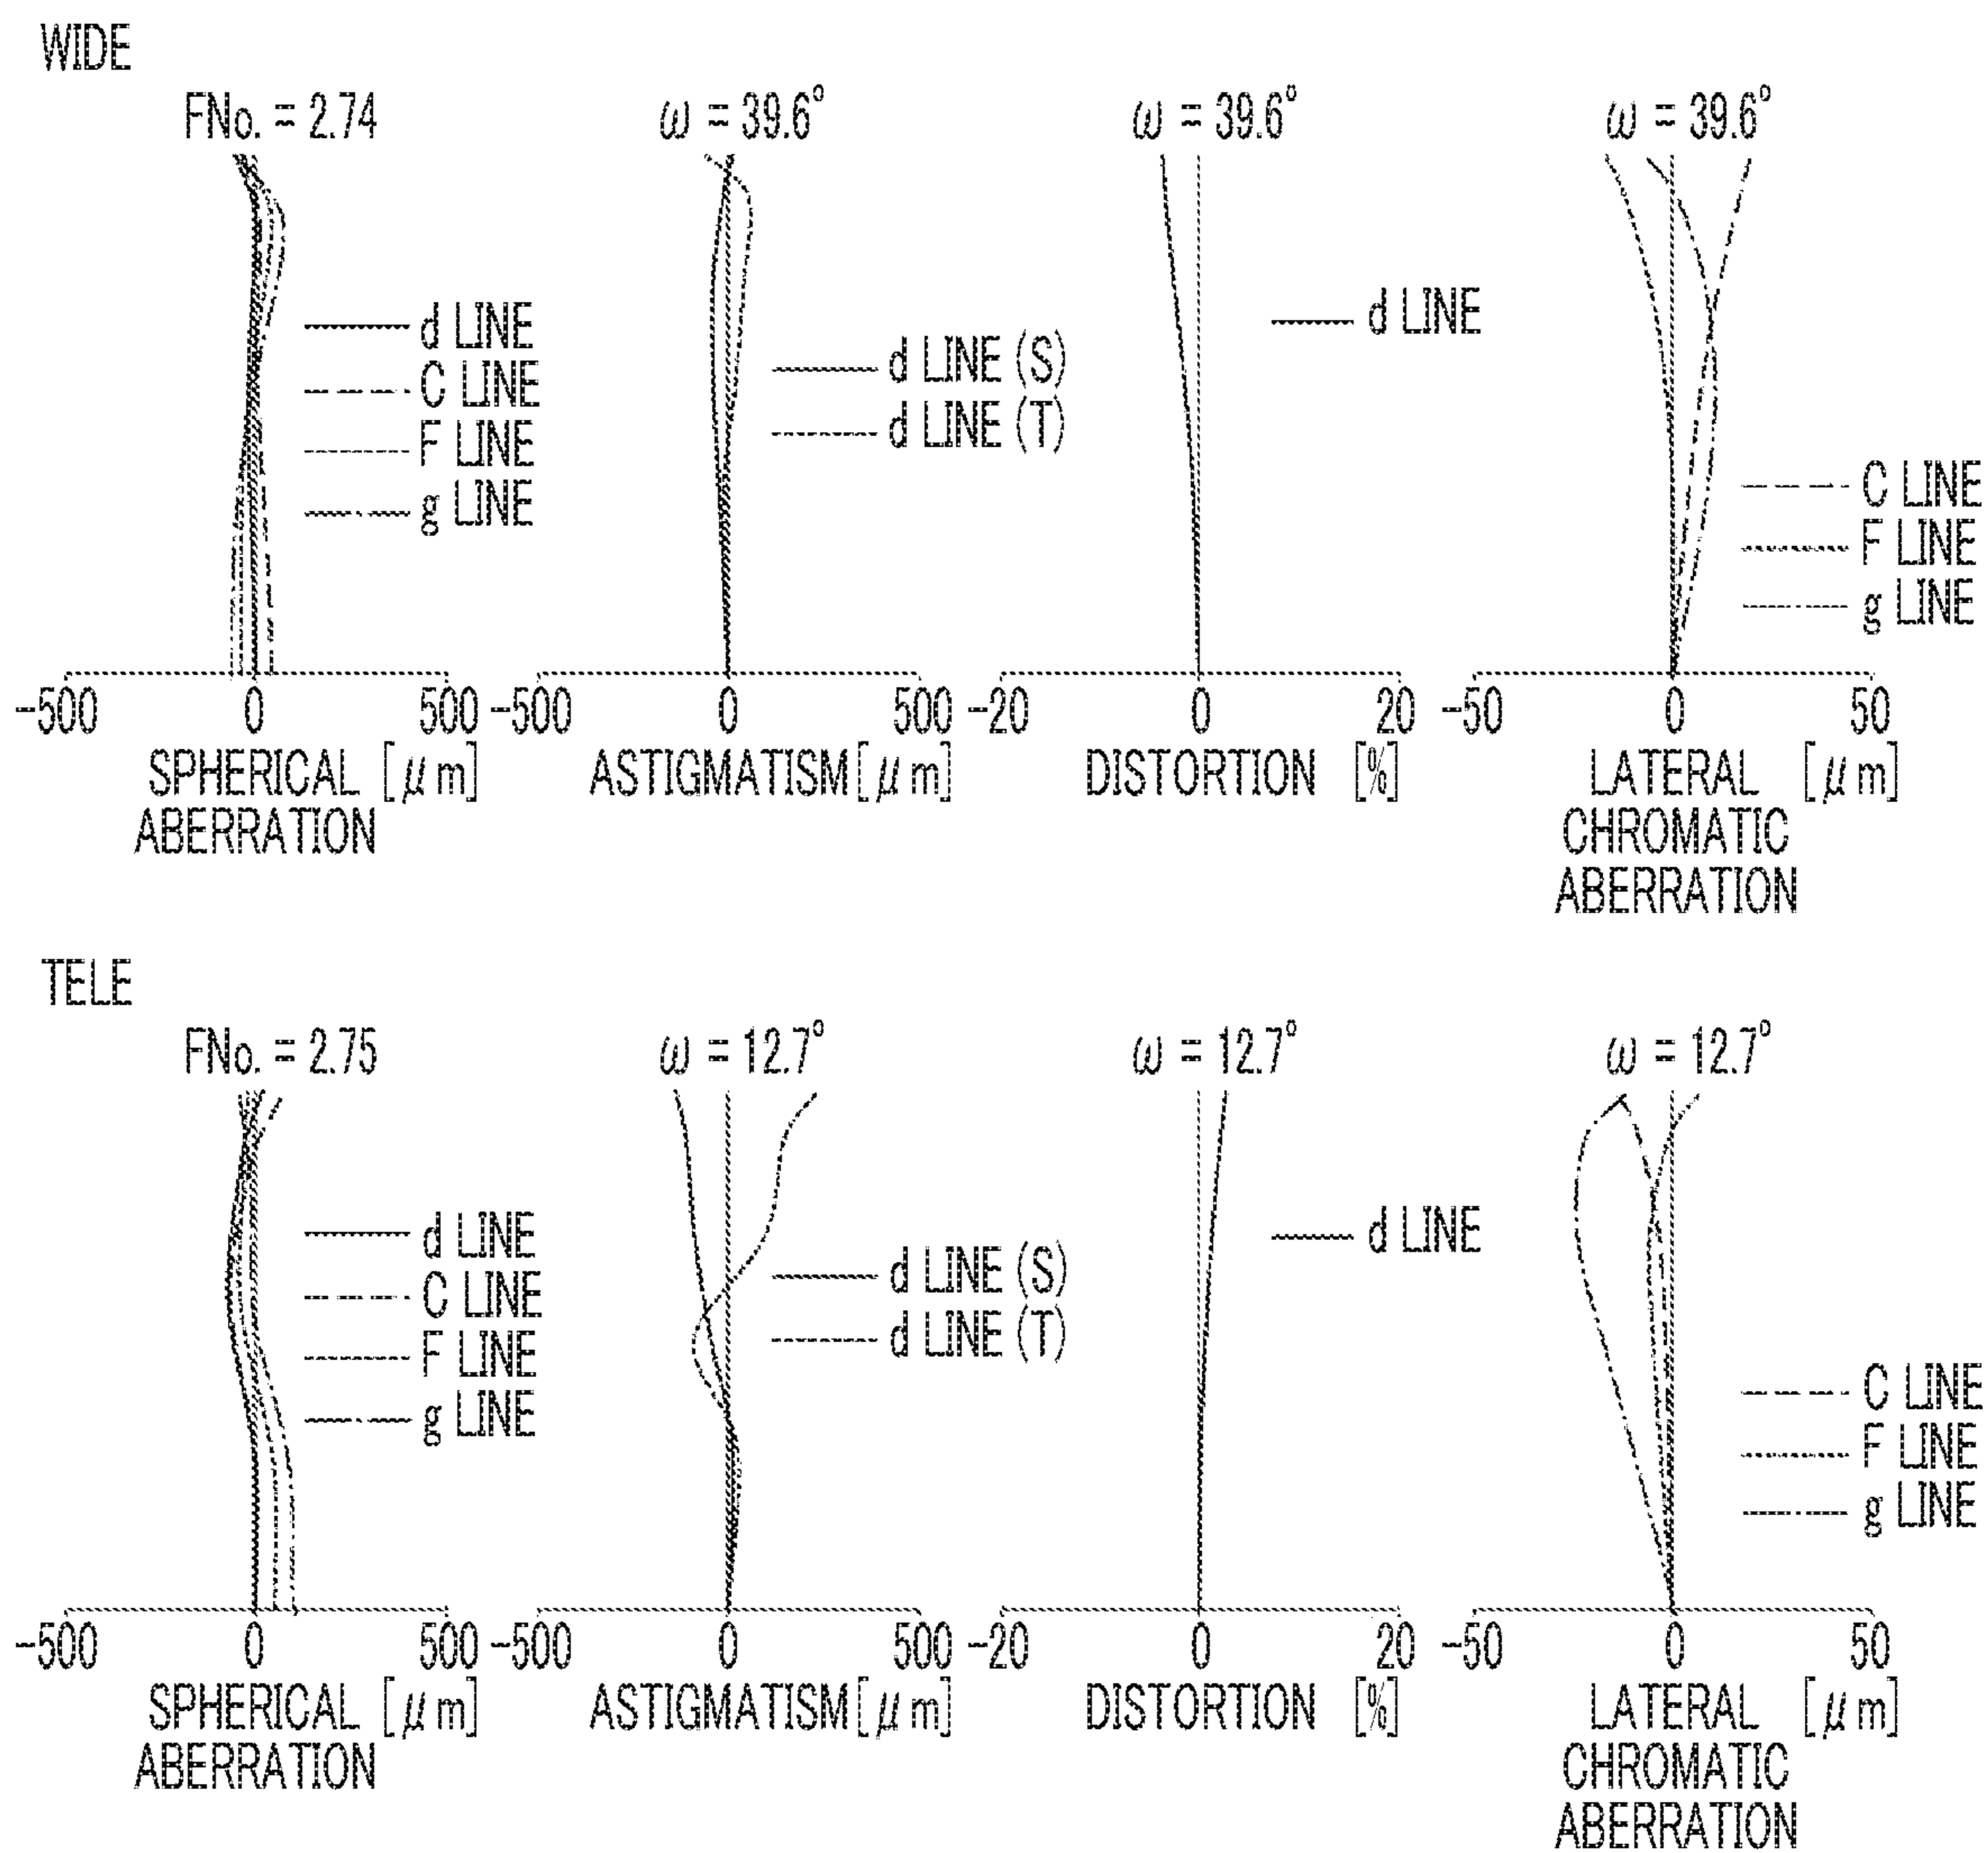 WIDE
FNo. = 2.74
ω = 39.6°
ω = 39.6°
ω = 39.6°
d LINE
C LINE
F LINE
g LINE
d LINE (S)
d LINE (T)
d LINE
C LINE
F LINE
g LINE
-500 0 500
-500 0 500
-20 0 20
-50 0 50
SPHERICAL [μm]
ABERRATION
ASTIGMATISM [μm]
DISTORTION [%]
LATERAL [μm]
CHROMATIC
ABERRATION
TELE
FNo. = 2.75
ω = 12.7°
ω = 12.7°
ω = 12.7°
d LINE
C LINE
F LINE
g LINE
d LINE (S)
d LINE (T)
d LINE
C LINE
F LINE
g LINE
-500 0 500
-500 0 500
-20 0 20
-50 0 50
SPHERICAL [μm]
ABERRATION
ASTIGMATISM [μm]
DISTORTION [%]
LATERAL [μm]
CHROMATIC
ABERRATION